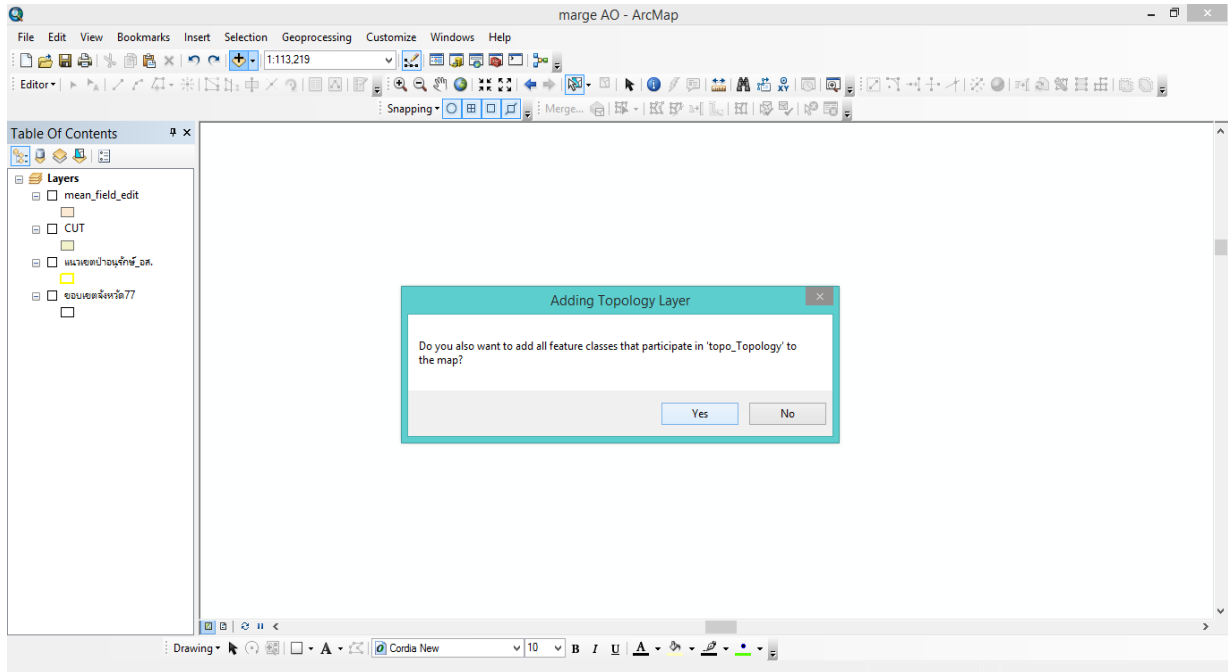 marge AO - ArcMap
File Edit View Bookmarks Insert Selection Geoprocessing Customize Windows Help
1:113,219
Editor
Snapping Merge...
Table Of Contents
Layers
mean_field_edit
CUT
แนวเขตป่าอนุรักษ์_อส.
ขอบเขตจังหวัด77
Adding Topology Layer
Do you also want to add all feature classes that participate in 'topo_Topology' to
the map?
Yes No
Drawing A Cordia New 10 B I U A A